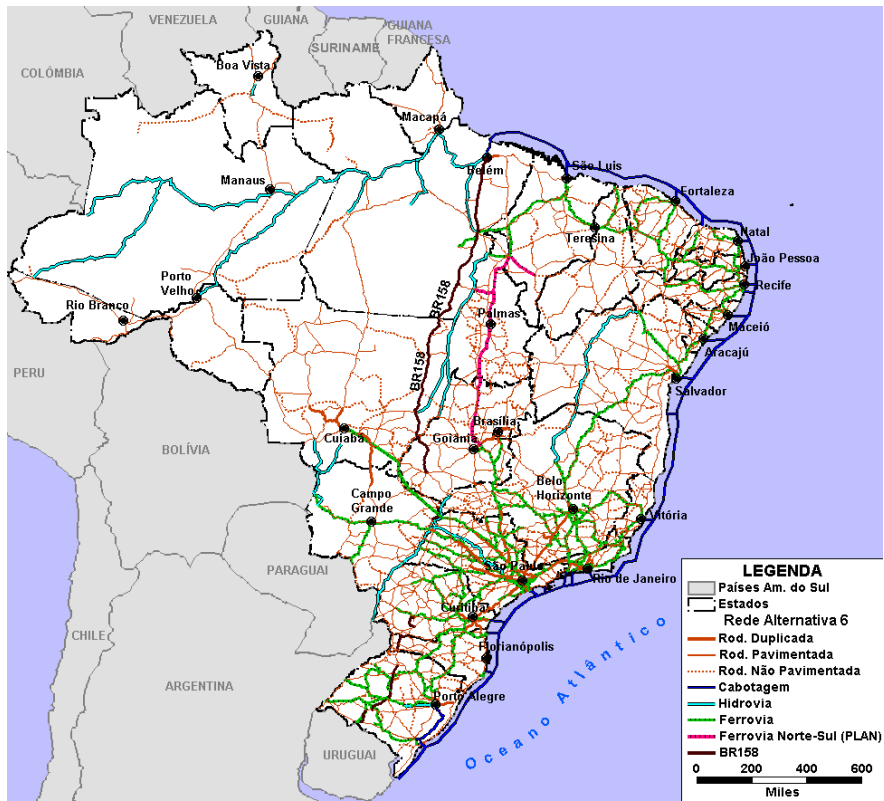 VENEZUELA
GUIANA
GUIANA
FRANCESA
SURINAME
COLÔMBIA
Boa Vista
Macapá
Belém
São Luis
Manaus
Fortaleza
Teresina
Natal
João Pessoa
Porto
Velho
Recife
Rio Branco
BR158
Palmas
Maceió
Aracajú
PERU
BR158
Salvador
Brasília
Cuiabá
Goiânia
BOLÍVIA
Belo
Horizonte
Campo
Grande
Vitória
PARAGUAI
São Paulo
Rio de Janeiro
Curitiba
CHILE
Florianópolis
ARGENTINA
Porto Alegre
Oceano Atlântico
URUGUAI
LEGENDA
Países Am. do Sul
Estados
Rede Alternativa 6
Rod. Duplicada
Rod. Pavimentada
Rod. Não Pavimentada
Cabotagem
Hidrovia
Ferrovia
Ferrovia Norte-Sul (PLAN)
BR158
0 200 400 600
Miles